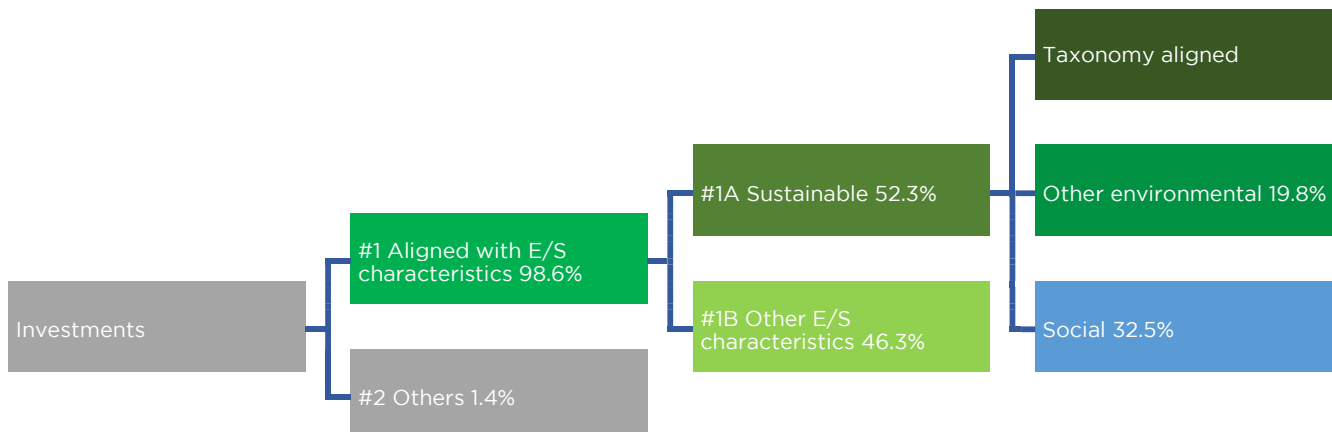 Taxonomy aligned
#1A Sustainable 52.3%
Other environmental 19.8%
#1 Aligned with E/S
characteristics 98.6%
Investments
#1B Other E/S
characteristics 46.3%
Social 32.5%
#2 Others 1.4%